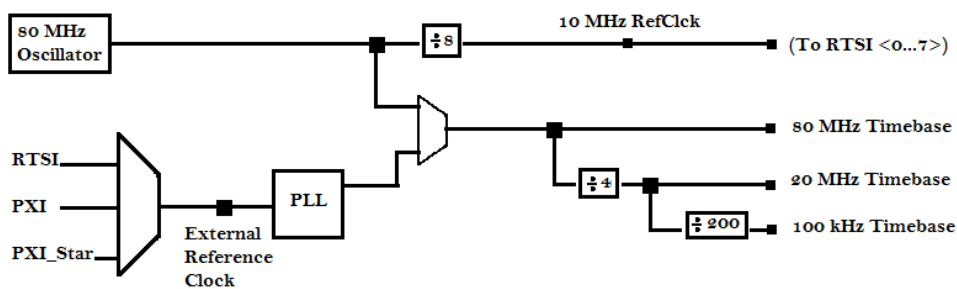 80 MHz
Oscillator
÷8
10 MHz RefClck
(To RTSI <0...7>)
80 MHz Timebase
RTSI
PXI
PXI_Star
External
Reference
Clock
PLL
÷4
20 MHz Timebase
÷200
100 kHz Timebase